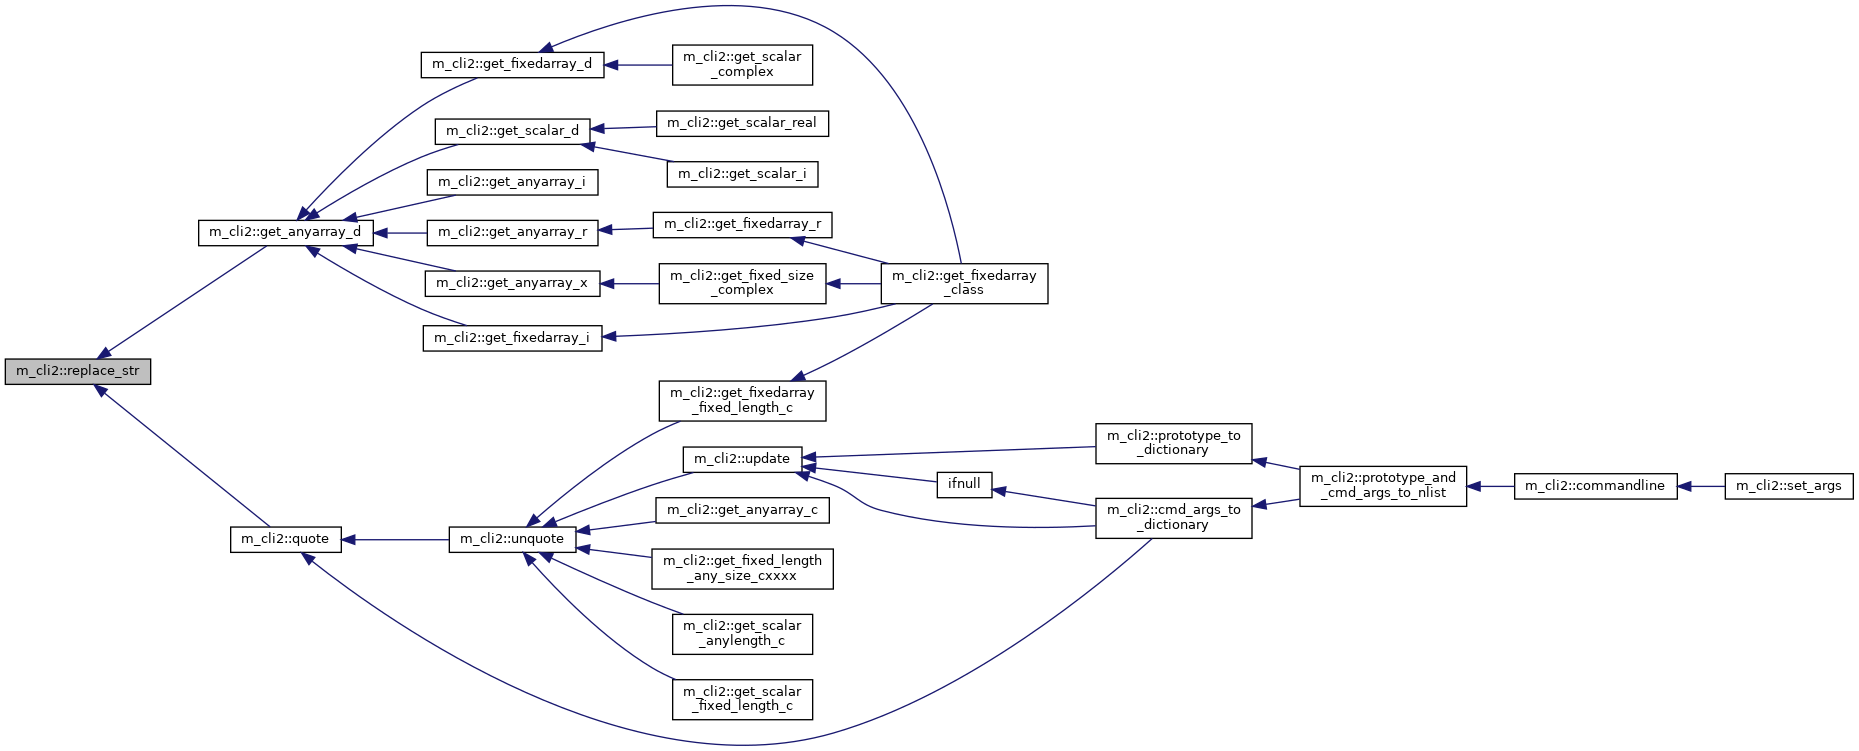 m_cli2::get_fixedarray_d
m_cli2::get_scalar
_complex
m_cli2::get_scalar_d
m_cli2::get_scalar_real
m_cli2::get_scalar_i
m_cli2::get_anyarray_i
m_cli2::get_anyarray_d
m_cli2::get_anyarray_r
m_cli2::get_fixedarray_r
m_cli2::get_anyarray_x
m_cli2::get_fixed_size
_complex
m_cli2::get_fixedarray
_class
m_cli2::get_fixedarray_i
m_cli2::replace_str
m_cli2::get_fixedarray
_fixed_length_c
m_cli2::update
m_cli2::prototype_to
_dictionary
ifnull
m_cli2::prototype_and
_cmd_args_to_nlist
m_cli2::commandline
m_cli2::set_args
m_cli2::get_anyarray_c
m_cli2::cmd_args_to
_dictionary
m_cli2::quote
m_cli2::unquote
m_cli2::get_fixed_length
_any_size_cxxxx
m_cli2::get_scalar
_anylength_c
m_cli2::get_scalar
_fixed_length_c